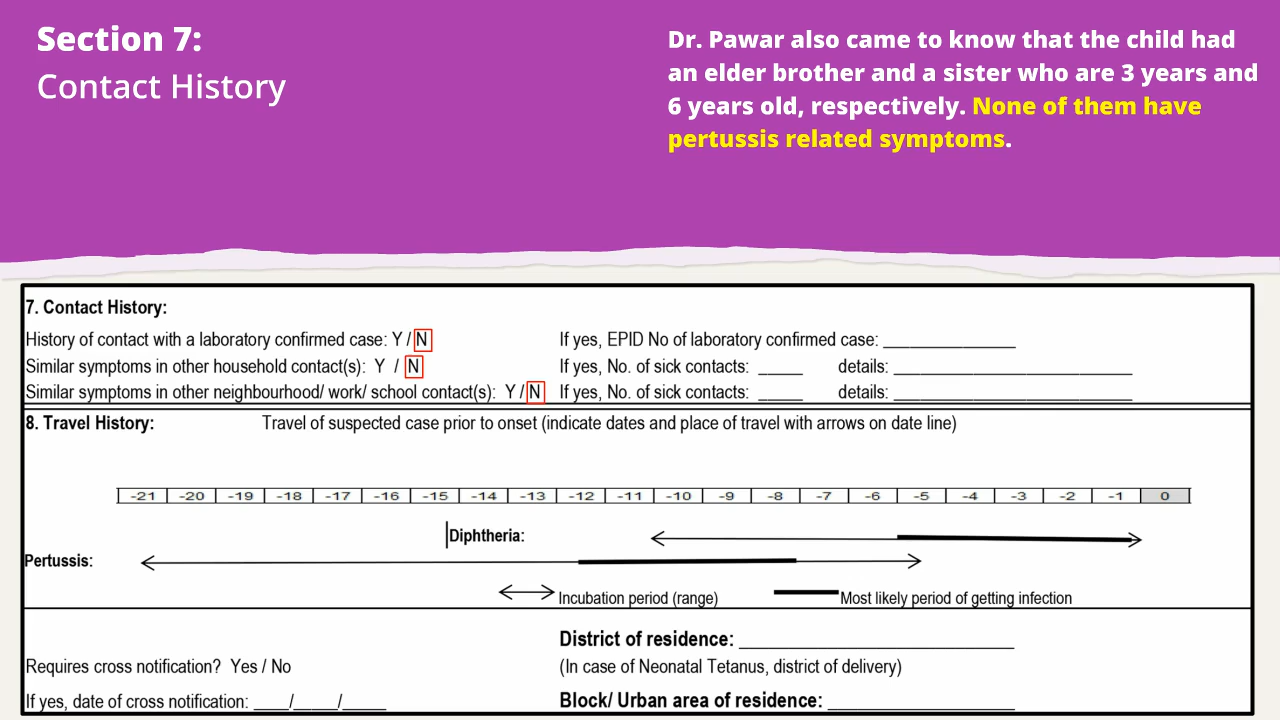 Section 7:
Contact History
Dr. Pawar also came to know that the child had
an elder brother and a sister who are 3 years and
6 years old, respectively. None of them have
pertussis related symptoms.
7. Contact History:
History of contact with a laboratory confirmed case: Y / N If yes, EPID No of laboratory confirmed case: _______________
Similar symptoms in other household contact(s): Y / N If yes, No. of sick contacts: _____ details: ___________________________
Similar symptoms in other neighbourhood/ work/ school contact(s): Y / N If yes, No. of sick contacts: _____ details: ___________________________
8. Travel History: Travel of suspected case prior to onset (indicate dates and place of travel with arrows on date line)
-21 -20 -19 -18 -17 -16 -15 -14 -13 -12 -11 -10 -9 -8 -7 -6 -5 -4 -3 -2 -1 0
Diphtheria:
Pertussis:
Incubation period (range) Most likely period of getting infection
District of residence: _______________________________
Requires cross notification? Yes / No (In case of Neonatal Tetanus, district of delivery)
If yes, date of cross notification: ____/_____/_____ Block/ Urban area of residence: _____________________